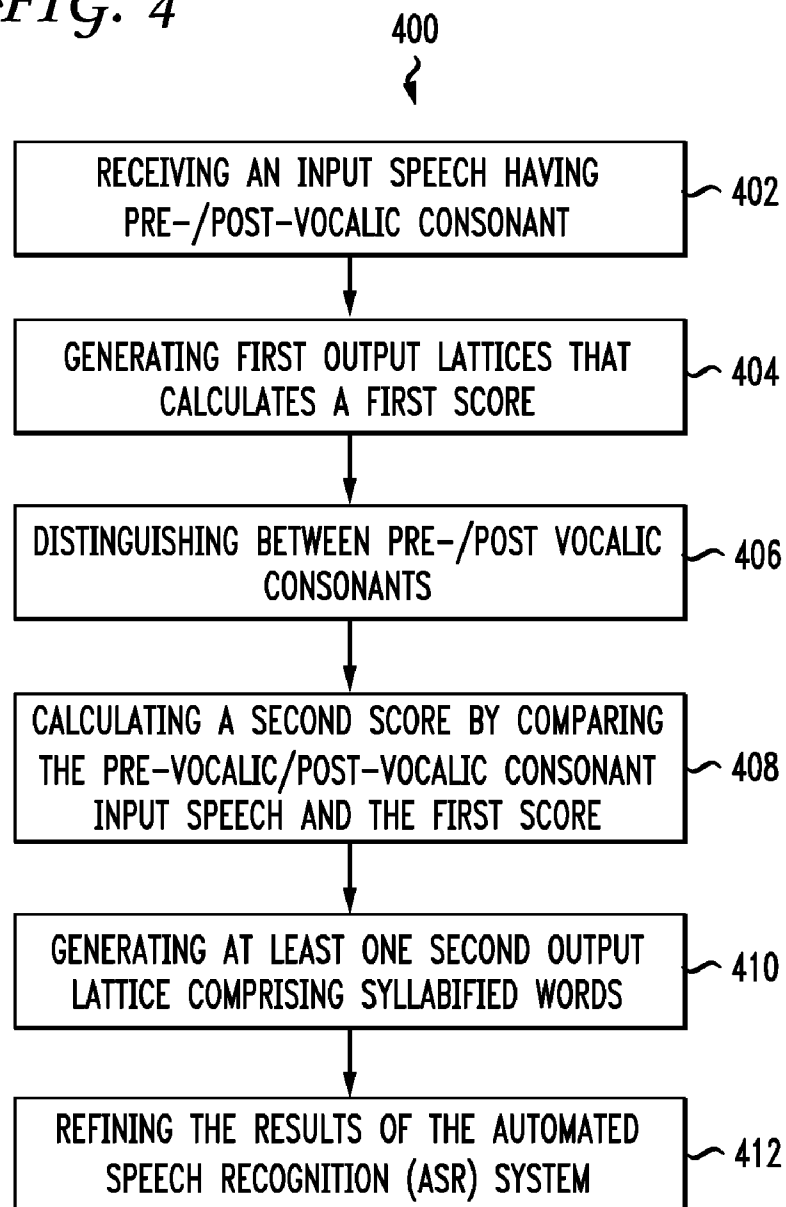 FIG. 4
400
RECEIVING AN INPUT SPEECH HAVING
PRE-/POST-VOCALIC CONSONANT
402
GENERATING FIRST OUTPUT LATTICES THAT
CALCULATES A FIRST SCORE
404
DISTINGUISHING BETWEEN PRE-/POST VOCALIC
CONSONANTS
406
CALCULATING A SECOND SCORE BY COMPARING
THE PRE-VOCALIC/POST-VOCALIC CONSONANT
INPUT SPEECH AND THE FIRST SCORE
408
GENERATING AT LEAST ONE SECOND OUTPUT
LATTICE COMPRISING SYLLABIFIED WORDS
410
REFINING THE RESULTS OF THE AUTOMATED
SPEECH RECOGNITION (ASR) SYSTEM
412